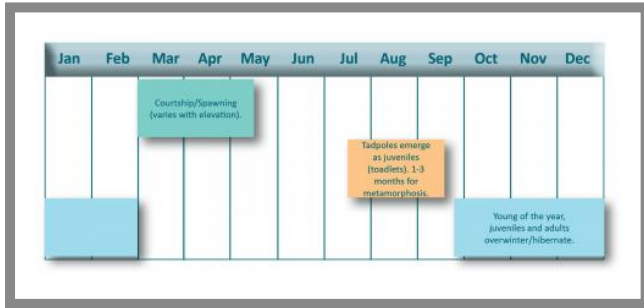 Jan Feb Mar Apr May Jun Jul Aug Sep Oct Nov Dec
Courtship/Spawning
(varies with elevation).
Tadpoles emerge
as juveniles
(toadlets). 1-3
months for
metamorphosis.
Young of the year,
juveniles and adults
overwinter/hibernate.